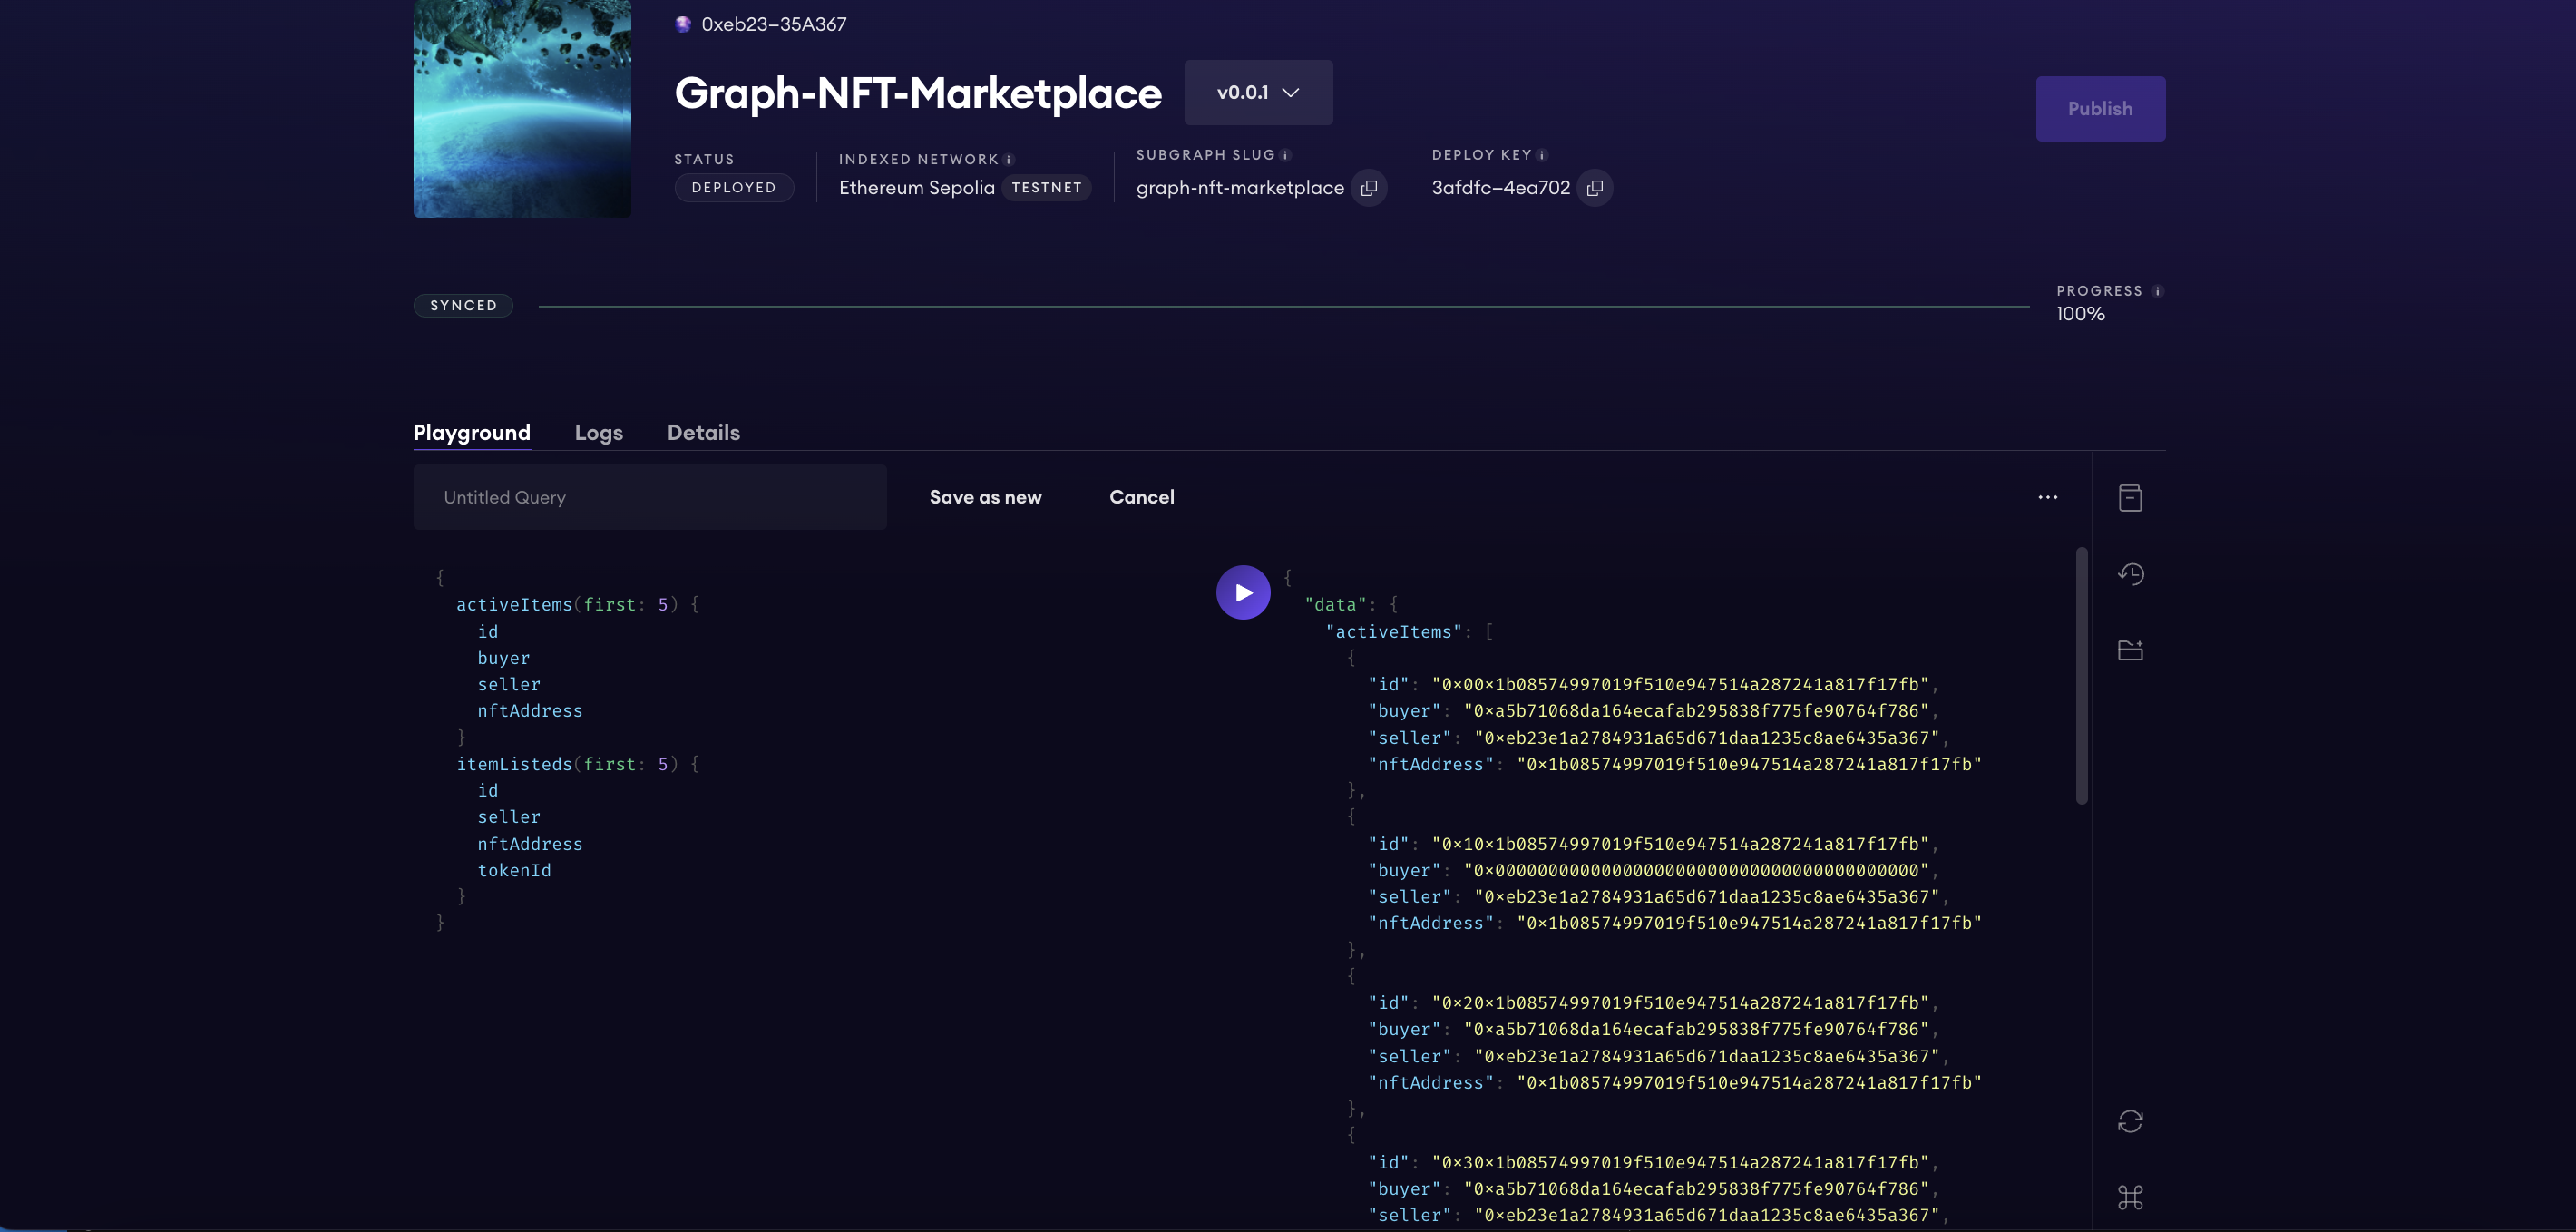 0xeb23–35A367
Graph-NFT-Marketplace
v0.0.1
Publish
STATUS
DEPLOYED
INDEXED NETWORK
Ethereum Sepolia TESTNET
SUBGRAPH SLUG
graph-nft-marketplace
DEPLOY KEY
3afdfc–4ea702
SYNCED
PROGRESS
100%
Playground Logs Details
Untitled Query
Save as new
Cancel
{
activeItems(first: 5) {
id
buyer
seller
nftAddress
}
itemListeds(first: 5) {
id
seller
nftAddress
tokenId
}
}
{
"data": {
"activeItems": [
{
"id": "0x00x1b08574997019f510e947514a287241a817f17fb",
"buyer": "0xa5b71068da164ecafab295838f775fe90764f786",
"seller": "0xeb23e1a2784931a65d671daa1235c8ae6435a367",
"nftAddress": "0x1b08574997019f510e947514a287241a817f17fb"
},
{
"id": "0x10x1b08574997019f510e947514a287241a817f17fb",
"buyer": "0x0000000000000000000000000000000000000000",
"seller": "0xeb23e1a2784931a65d671daa1235c8ae6435a367",
"nftAddress": "0x1b08574997019f510e947514a287241a817f17fb"
},
{
"id": "0x20x1b08574997019f510e947514a287241a817f17fb",
"buyer": "0xa5b71068da164ecafab295838f775fe90764f786",
"seller": "0xeb23e1a2784931a65d671daa1235c8ae6435a367",
"nftAddress": "0x1b08574997019f510e947514a287241a817f17fb"
},
{
"id": "0x30x1b08574997019f510e947514a287241a817f17fb",
"buyer": "0xa5b71068da164ecafab295838f775fe90764f786",
"seller": "0xeb23e1a2784931a65d671daa1235c8ae6435a367",